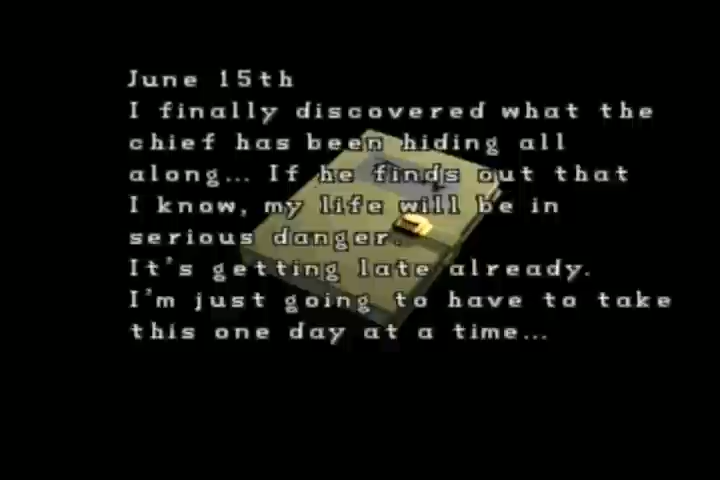 June 15th
I finally discovered what the
chief has been hiding all
along... If he finds out that
I know, my life will be in
serious danger.
It's getting late already.
I'm just going to have to take
this one day at a time...